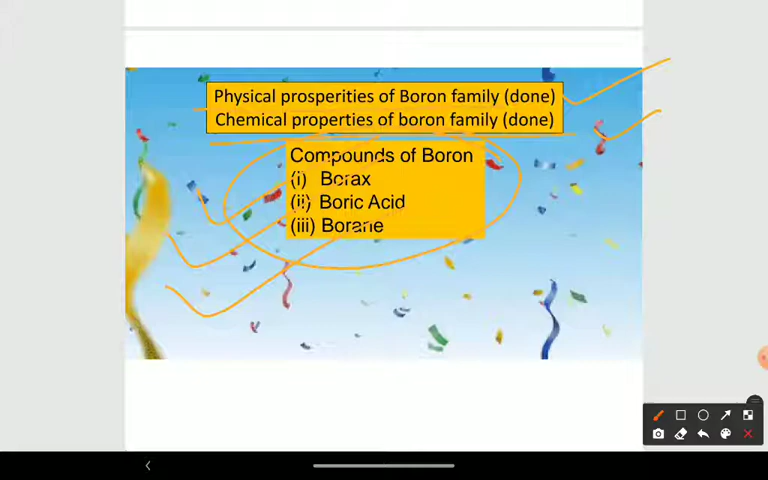 Physical prosperities of Boron family (done)
Chemical properties of boron family (done)
Compounds of Boron
(i) Borax
(ii) Boric Acid
(iii) Borane